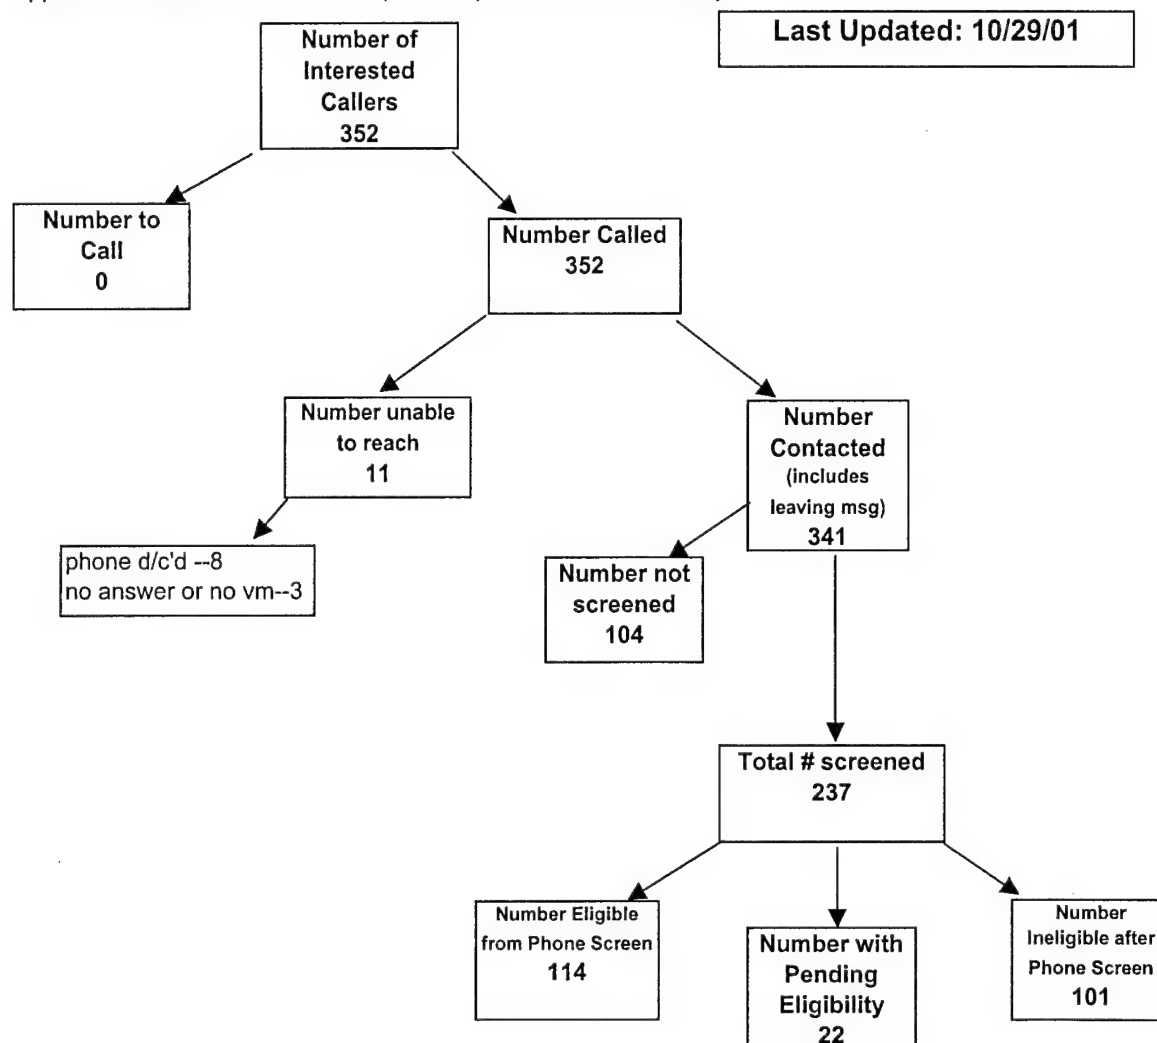 Last Updated: 10/29/01
Number of
Interested
Callers
352
Number to
Call
0
Number Called
352
Number unable
to reach
11
Number
Contacted
(includes
leaving msg)
341
phone d/c'd --8
no answer or no vm--3
Number not
screened
104
Total # screened
237
Number Eligible
from Phone Screen
114
Number with
Pending
Eligibility
22
Number
Ineligible after
Phone Screen
101